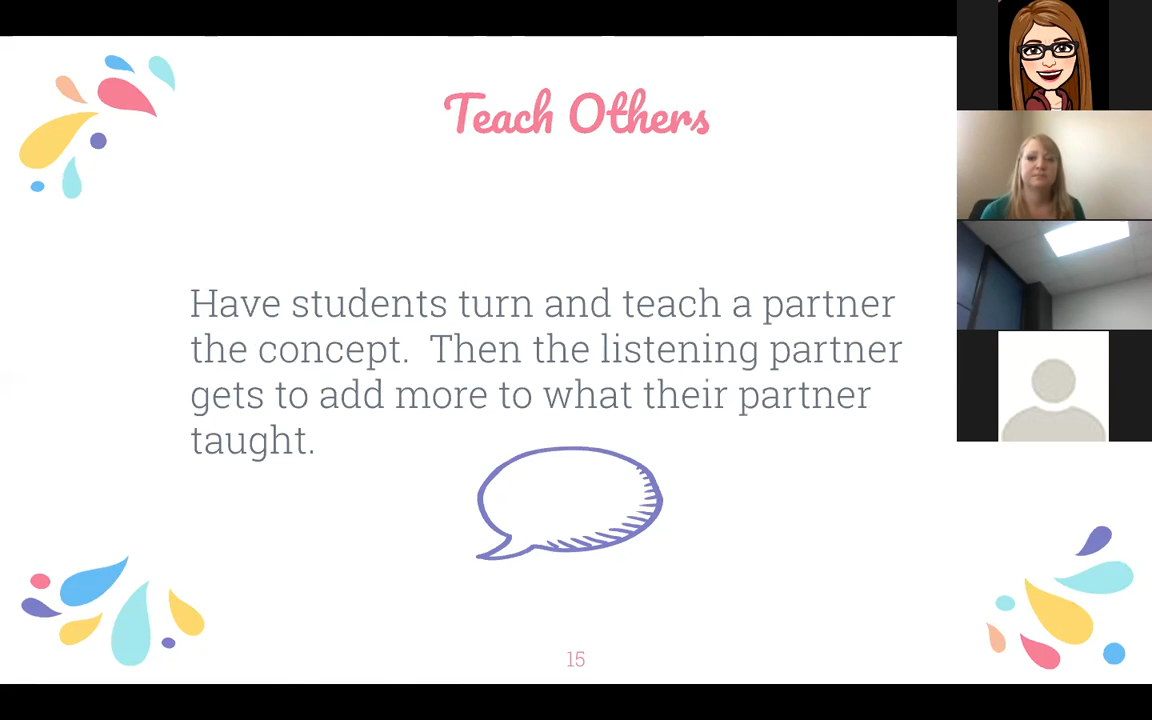 Teach Others
Have students turn and teach a partner
the concept.  Then the listening partner
gets to add more to what their partner
taught.
15